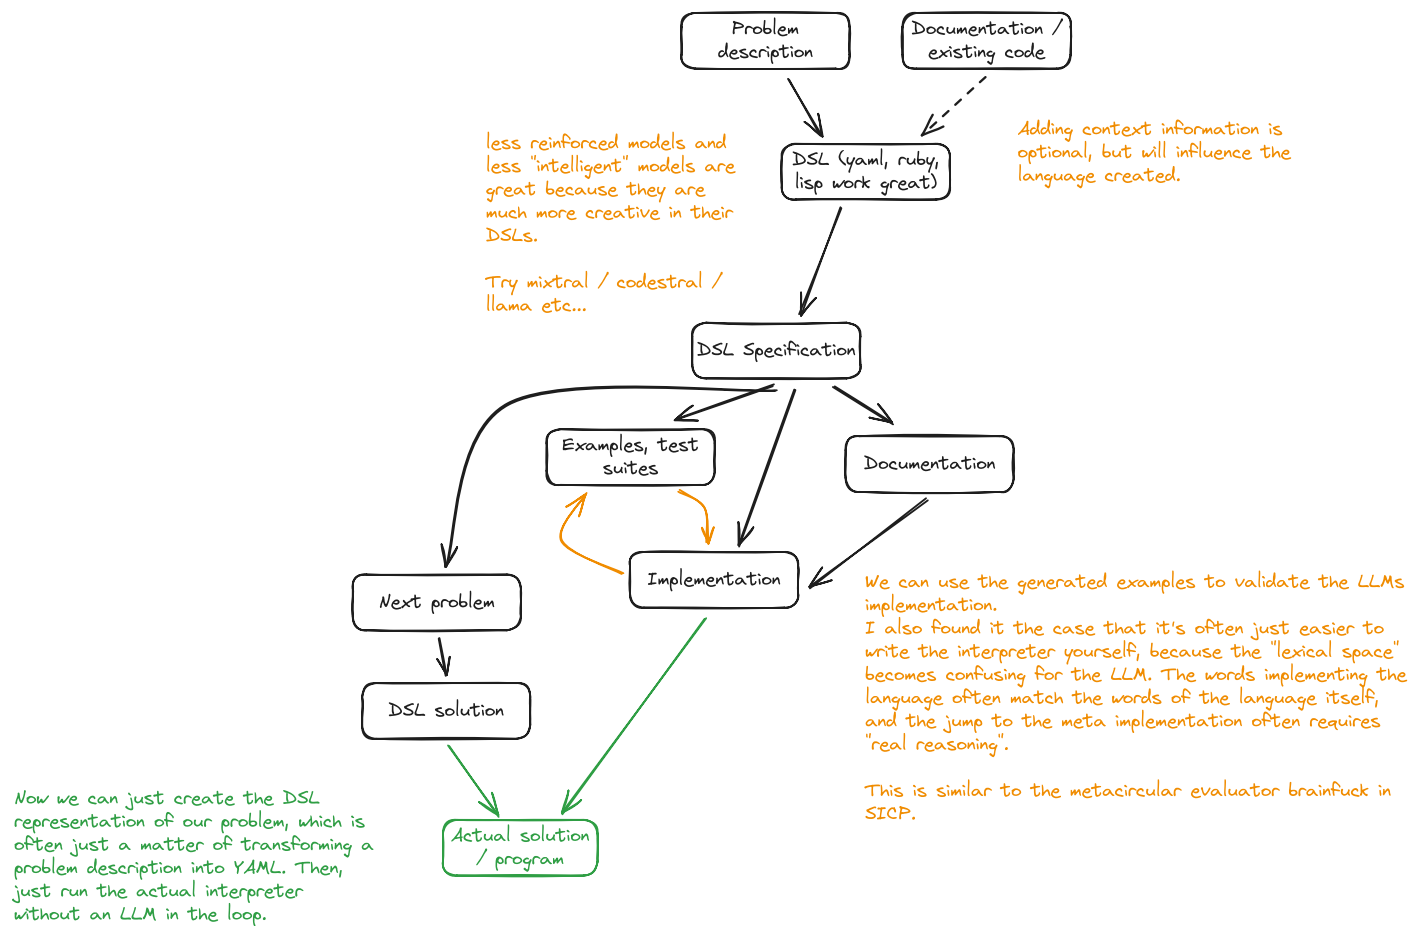 Problem
description
Documentation /
existing code
less reinforced models and
less "intelligent" models are
great because they are
much more creative in their
DSLs.
Try mixtral / codestral /
llama etc...
Adding context information is
optional, but will influence the
language created.
DSL (yaml, ruby,
lisp work great)
DSL Specification
Examples, test
suites
Documentation
Implementation
Next problem
DSL solution
We can use the generated examples to validate the LLMs
implementation.
I also found it the case that it's often just easier to
write the interpreter yourself, because the "lexical space"
becomes confusing for the LLM. The words implementing the
language often match the words of the language itself,
and the jump to the meta implementation often requires
"real reasoning".
This is similar to the metacircular evaluator brainfuck in
SICP.
Now we can just create the DSL
representation of our problem, which is
often just a matter of transforming a
problem description into YAML. Then,
just run the actual interpreter
without an LLM in the loop.
Actual solution
/ program